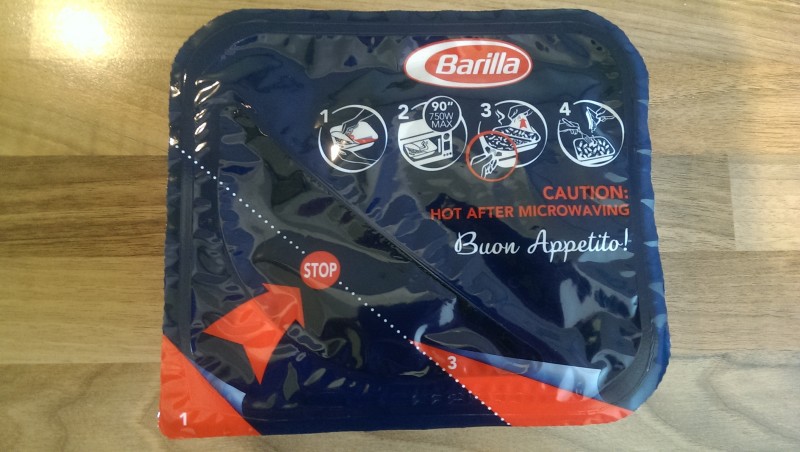 Barilla
1 2 3 4
90"
750W
MAX
CAUTION:
HOT AFTER MICROWAVING
Buon Appetito!
STOP
3
1